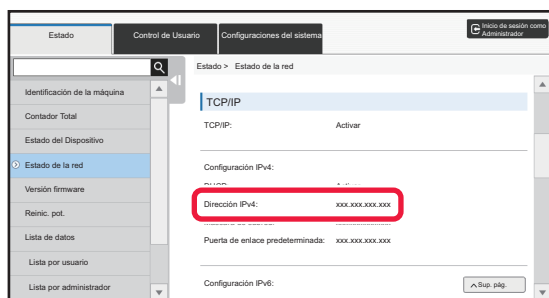 Estado
Control de Usuario
Configuraciones del sistema
Inicio de sesión como
Administrador
Estado > Estado de la red
Identificación de la máquina
Contador Total
Estado del Dispositivo
Estado de la red
Versión firmware
Reinic. pot.
Lista de datos
Lista por usuario
Lista por administrador
TCP/IP
TCP/IP: Activar
Configuración IPv4:
Dirección IPv4: xxx.xxx.xxx.xxx
Puerta de enlace predeterminada: xxx.xxx.xxx.xxx
Configuración IPv6:
Sup. pág.